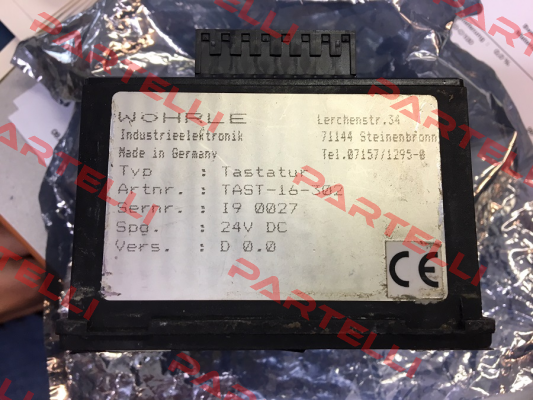 WÖHRLE
Lerchenstr.34
Industrieelektronik
71144 Steinenbronn
Made in Germany
Tel.07157/1295-0
Typ : Tastatur
Artnr. : TAST-16-302
Sernr. : I9 0027
Spg. : 24V DC
Vers. : D 0.0
CE
PARTELLI
PARTELLI
PARTELLI
PARTELLI
PARTELLI